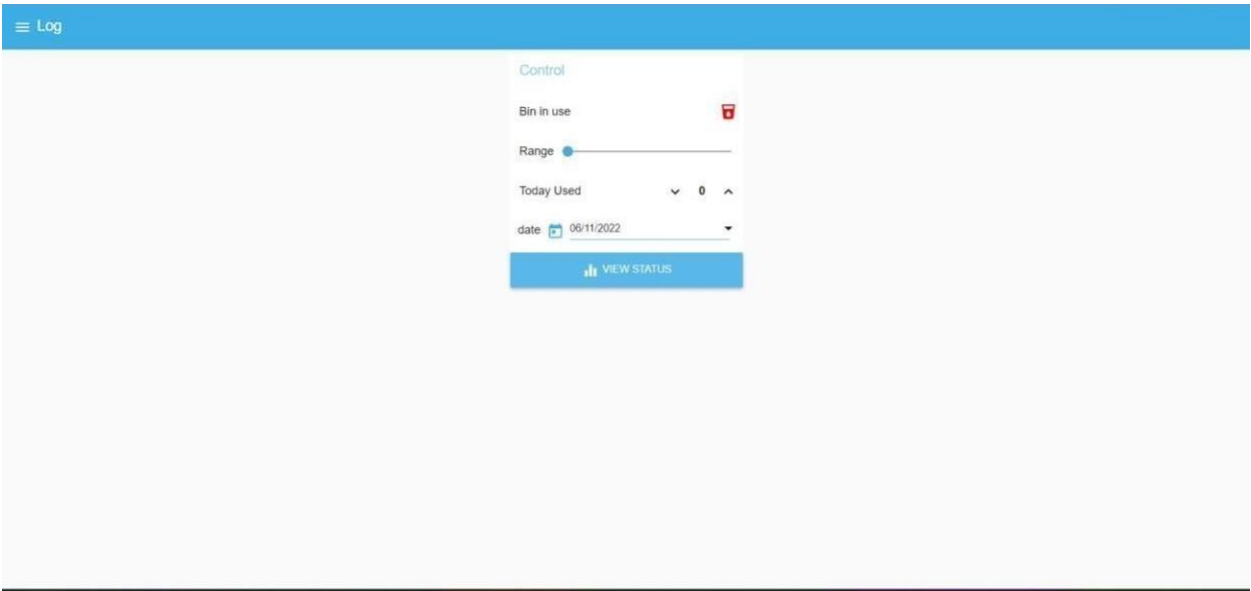 Log
Control
Bin in use
Range
Today Used 0
date 06/11/2022
VIEW STATUS